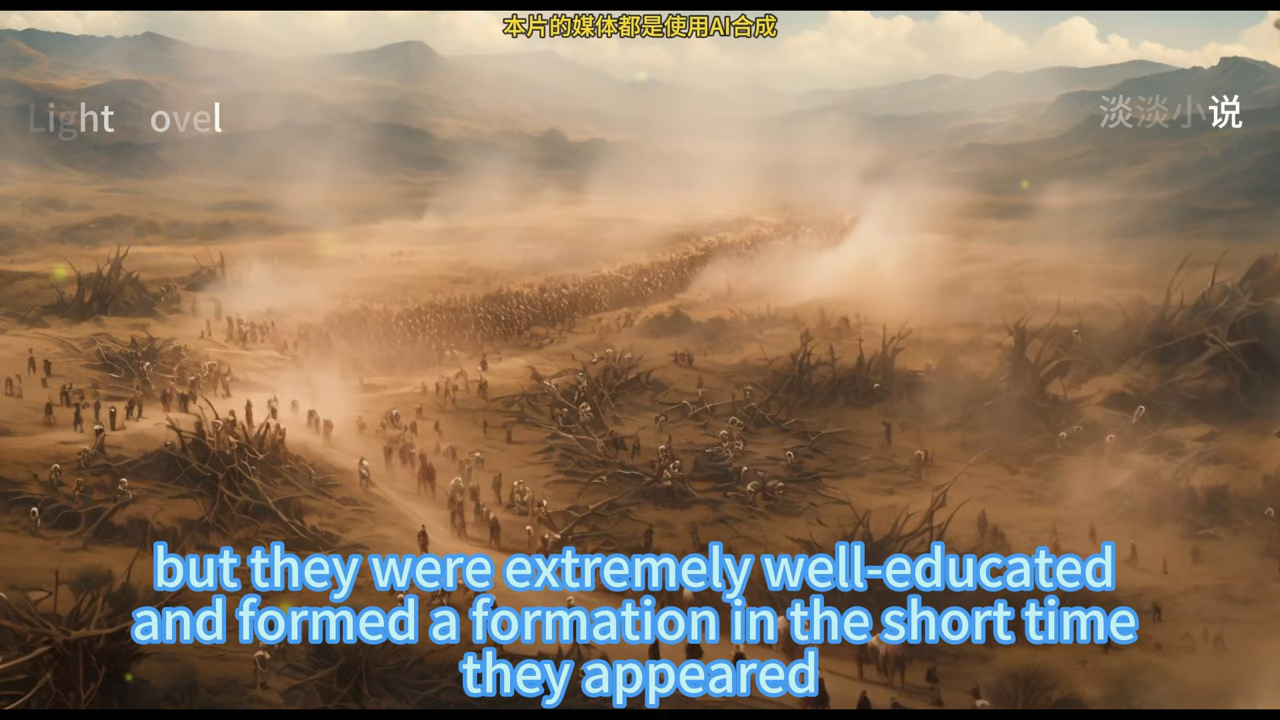 本片的媒体都是使用AI合成
Light ovel
淡淡小说
but they were extremely well-educated
and formed a formation in the short time
they appeared